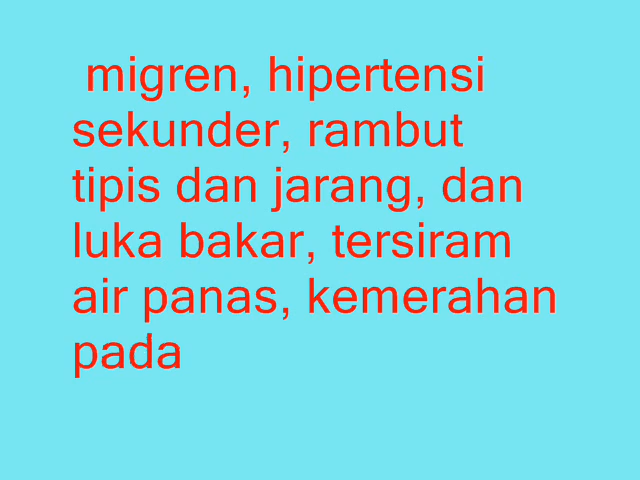 migren, hipertensi
sekunder, rambut
tipis dan jarang, dan
luka bakar, tersiram
air panas, kemerahan
pada